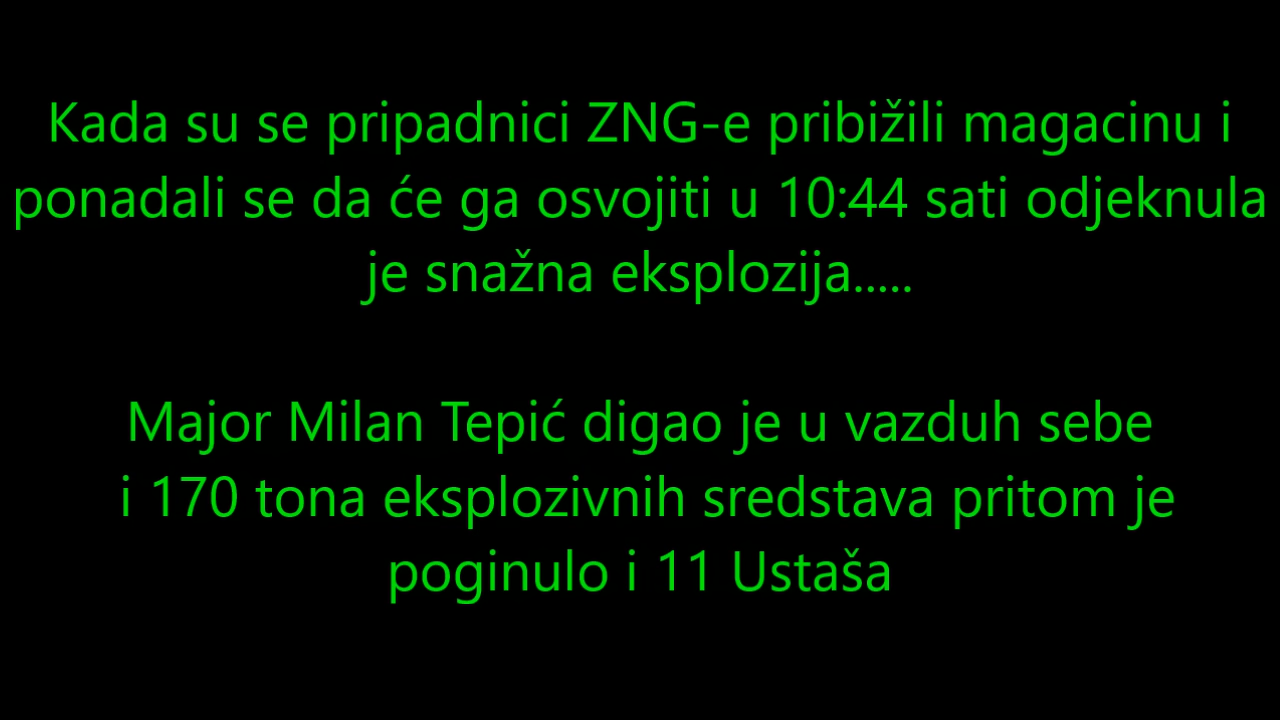 Kada su se pripadnici ZNG-e pribižili magacinu i
ponadali se da će ga osvojiti u 10:44 sati odjeknula
je snažna eksplozija.....
Major Milan Tepić digao je u vazduh sebe
i 170 tona eksplozivnih sredstava pritom je
poginulo i 11 Ustaša